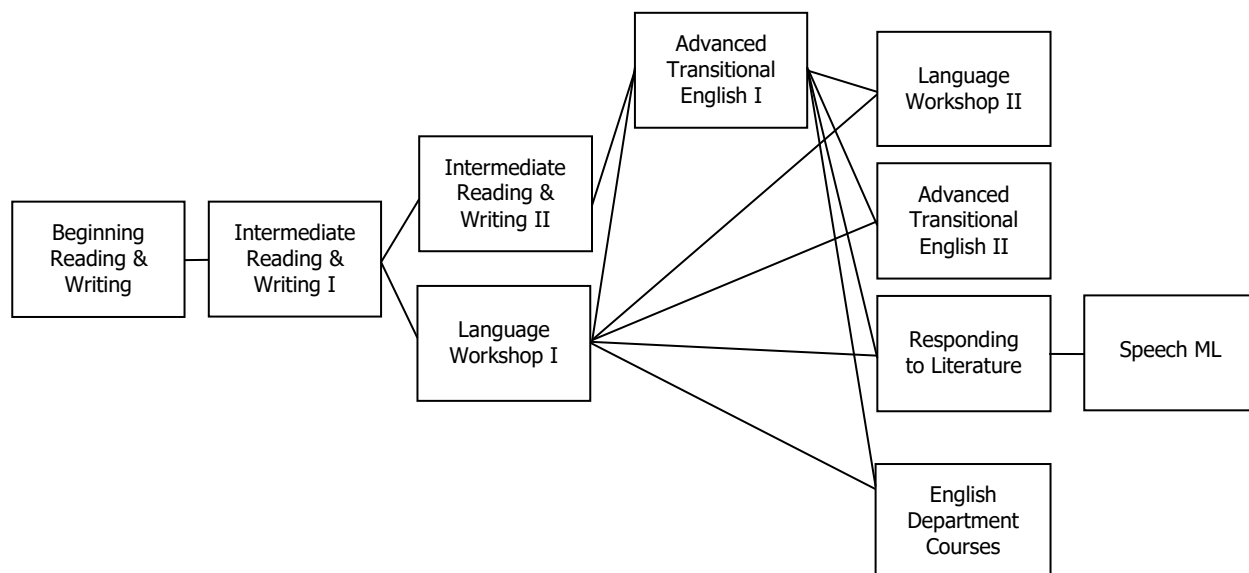 Beginning
Reading &
Writing
Intermediate
Reading &
Writing I
Intermediate
Reading &
Writing II
Language
Workshop I
Advanced
Transitional
English I
Language
Workshop II
Advanced
Transitional
English II
Responding
to Literature
English
Department
Courses
Speech ML